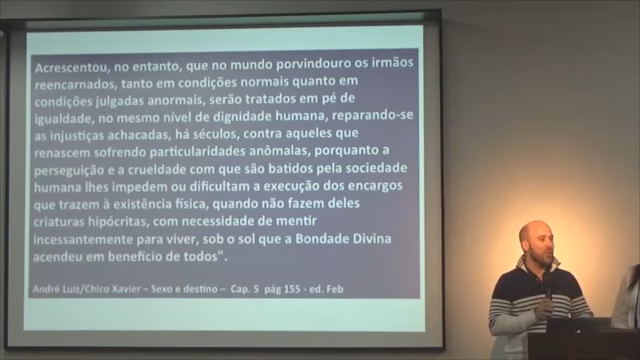 Acrescentou, no entanto, que no mundo porvindouro os irmãos
reencarnados, tanto em condições normais quanto em
condições julgadas anormais, serão tratados em pé de
igualdade, no mesmo nível de dignidade humana, reparando-se
as injustiças achacadas, há séculos, contra aqueles que
renascem sofrendo particularidades anômalas, porquanto a
perseguição e a crueldade com que são batidos pela sociedade
humana lhes impedem ou dificultam a execução dos encargos
que trazem à existência física, quando não fazem deles
criaturas hipócritas, com necessidade de mentir
incessantemente para viver, sob o sol que a Bondade Divina
acendeu em benefício de todos".
André Luiz/Chico Xavier – Sexo e destino – Cap. 5 pág 155 - ed. Feb